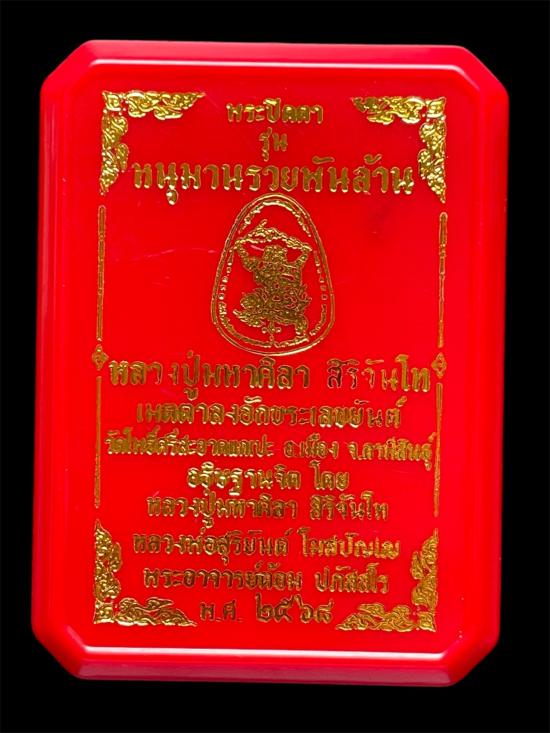 พระปิดตา
รุ่น
หนุมานรวยพันล้าน
หลวงปู่มหาศิลา สิริจันโท
เมตตาลงอักขระเลขยันต์
วัดโพธิ์ศรีสะอาดแกเปะ อ.เมือง จ.กาฬสินธุ์
อธิษฐานจิต โดย
หลวงปู่มหาศิลา สิริจันโท
หลวงพ่อสุริยันต์ โฆสปัญโญ
พระอาจารย์ต้อม ปภัสสโร
พ.ศ. ๒๕๖๘